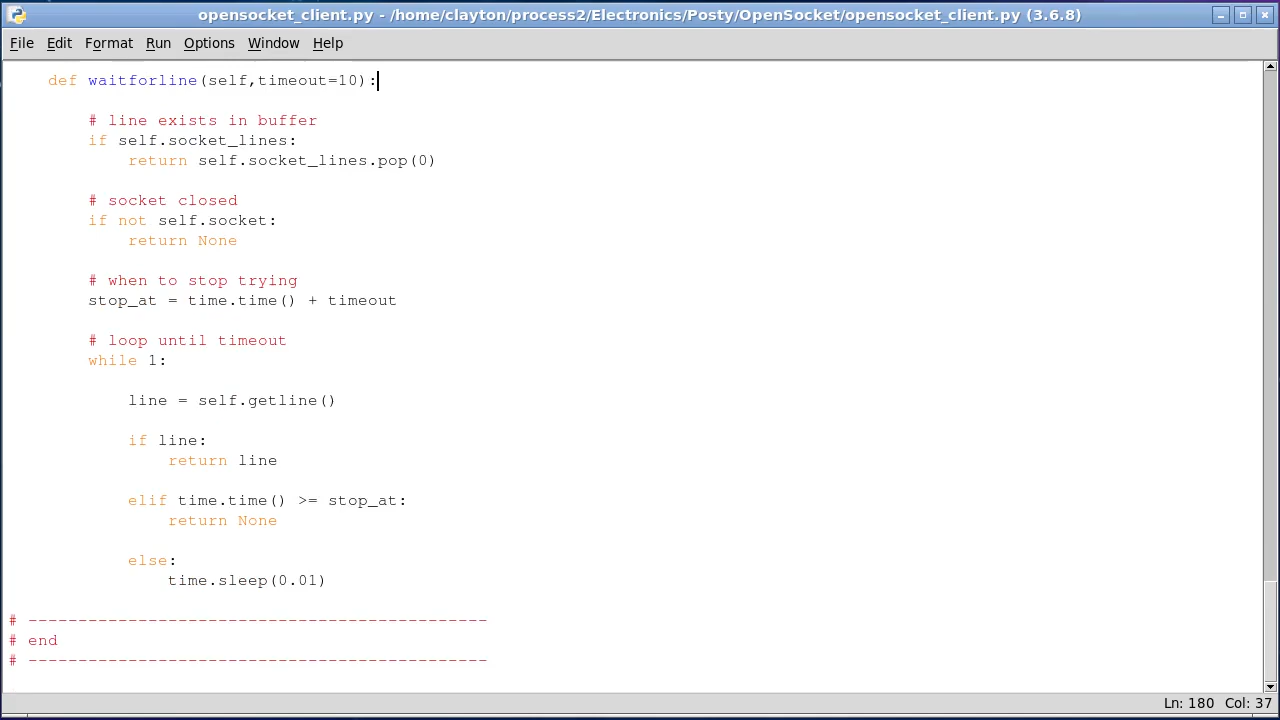 opensocket_client.py - /home/clayton/process2/Electronics/Posty/OpenSocket/opensocket_client.py (3.6.8)
File Edit Format Run Options Window Help
def waitforline(self,timeout=10):
# line exists in buffer
if self.socket_lines:
return self.socket_lines.pop(0)
# socket closed
if not self.socket:
return None
# when to stop trying
stop_at = time.time() + timeout
# loop until timeout
while 1:
line = self.getline()
if line:
return line
elif time.time() >= stop_at:
return None
else:
time.sleep(0.01)
# ----------------------------------------------
# end
# ----------------------------------------------
Ln: 180 Col: 37